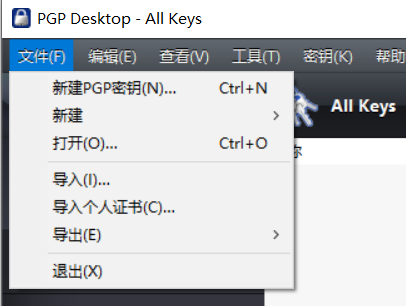 PGP Desktop - All Keys
文件(F) 编辑(E) 查看(V) 工具(T) 密钥(K) 帮助
新建PGP密钥(N)... Ctrl+N
新建
打开(O)... Ctrl+O
导入(I)...
导入个人证书(C)...
导出(E)
退出(X)
All Keys